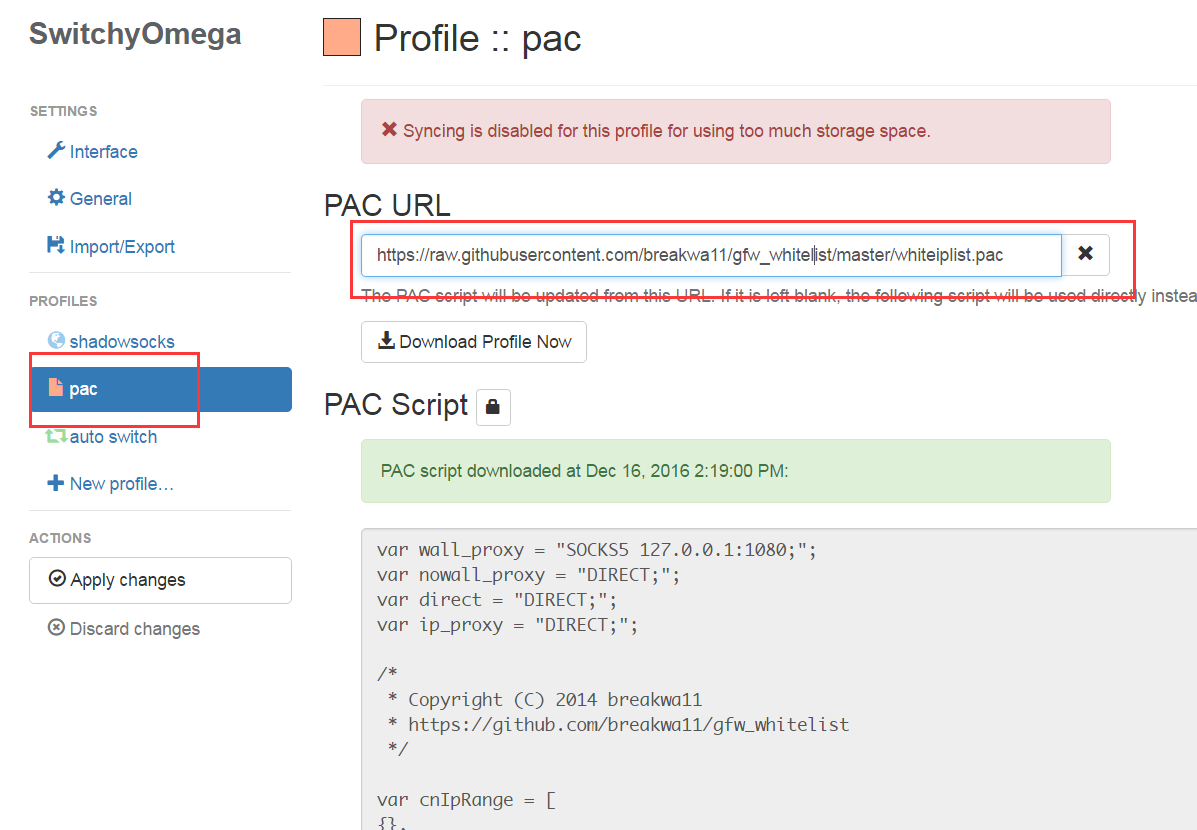 SwitchyOmega
SETTINGS
Interface
General
Import/Export
PROFILES
shadowsocks
pac
auto switch
New profile…
ACTIONS
Apply changes
Discard changes
Profile :: pac
Syncing is disabled for this profile for using too much storage space.
PAC URL
https://raw.githubusercontent.com/breakwa11/gfw_whitelist/master/whiteiplist.pac
The PAC script will be updated from this URL. If it is left blank, the following script will be used directly instea
Download Profile Now
PAC Script
PAC script downloaded at Dec 16, 2016 2:19:00 PM:
var wall_proxy = "SOCKS5 127.0.0.1:1080;";
var nowall_proxy = "DIRECT;";
var direct = "DIRECT;";
var ip_proxy = "DIRECT;";
/*
* Copyright (C) 2014 breakwa11
* https://github.com/breakwa11/gfw_whitelist
*/
var cnIpRange = [
{},